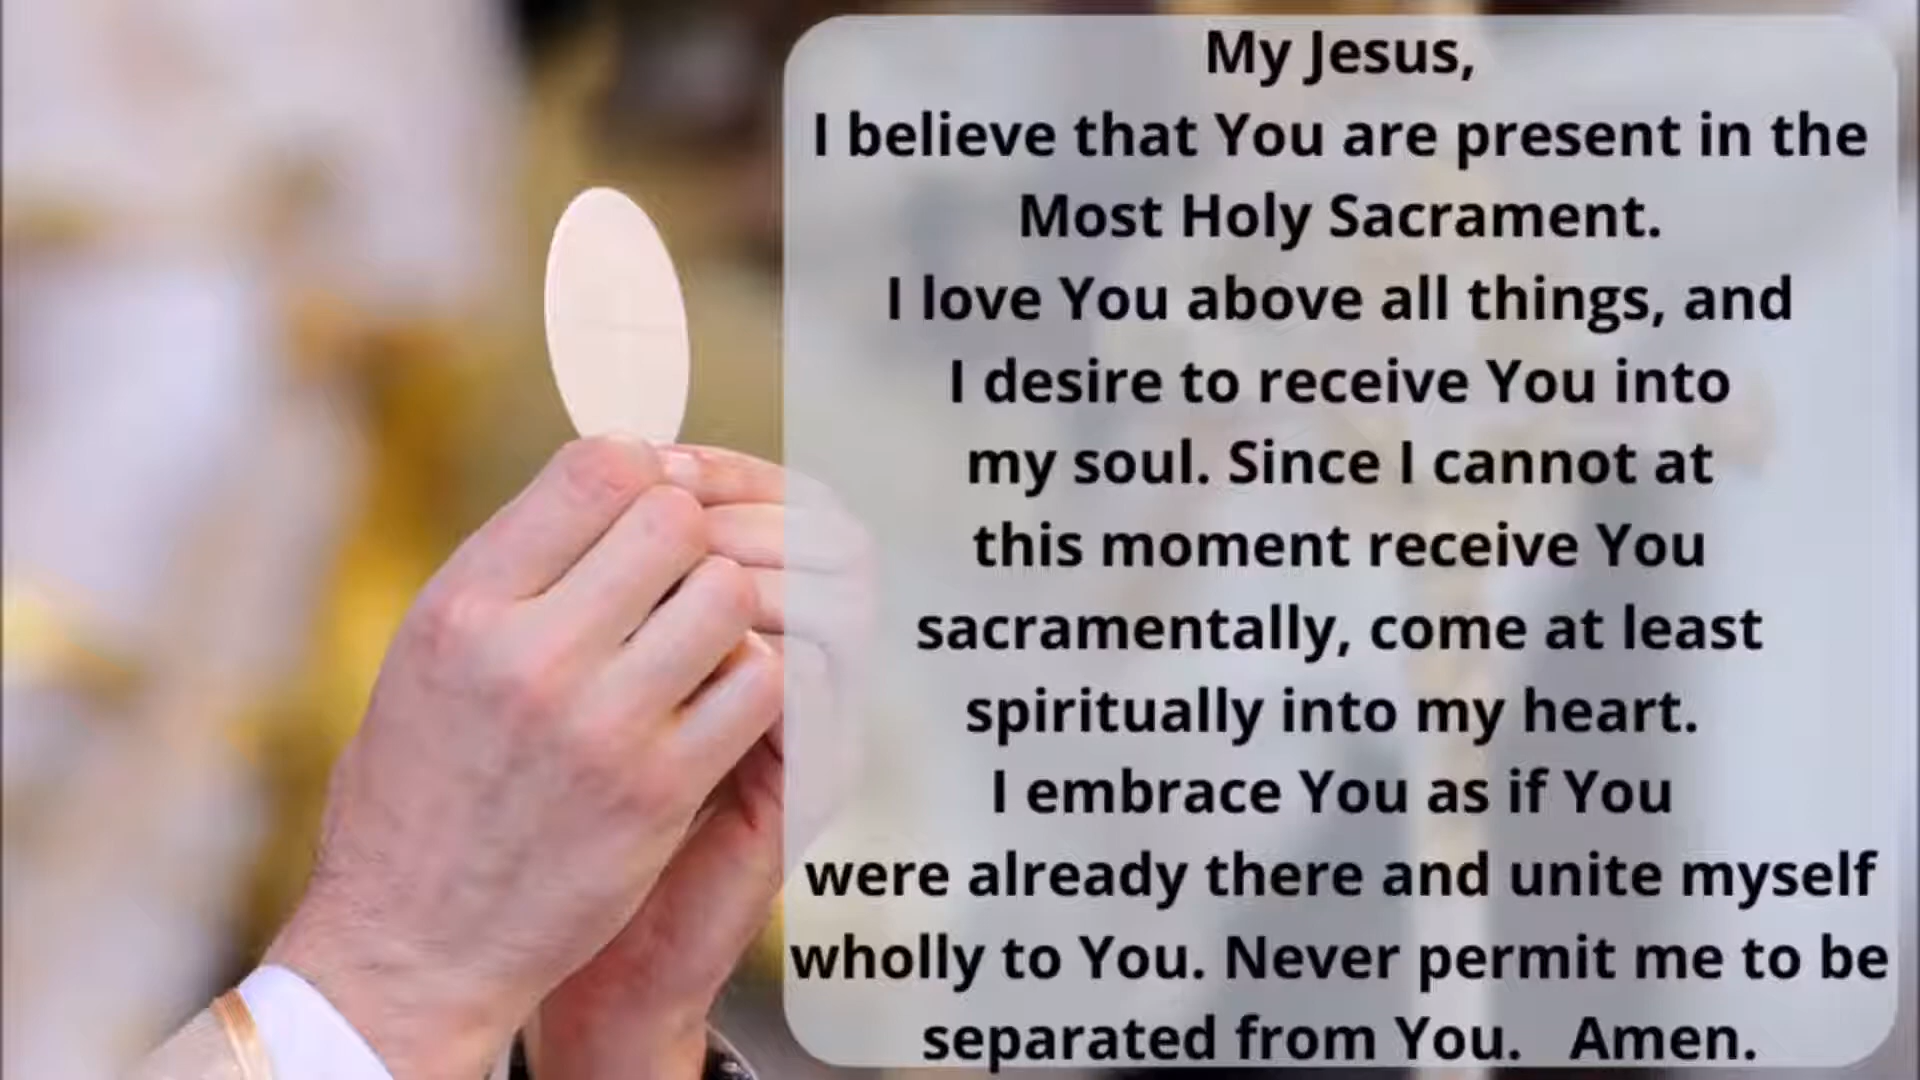 My Jesus,
I believe that You are present in the
Most Holy Sacrament.
I love You above all things, and
I desire to receive You into
my soul. Since I cannot at
this moment receive You
sacramentally, come at least
spiritually into my heart.
I embrace You as if You
were already there and unite myself
wholly to You. Never permit me to be
separated from You. Amen.